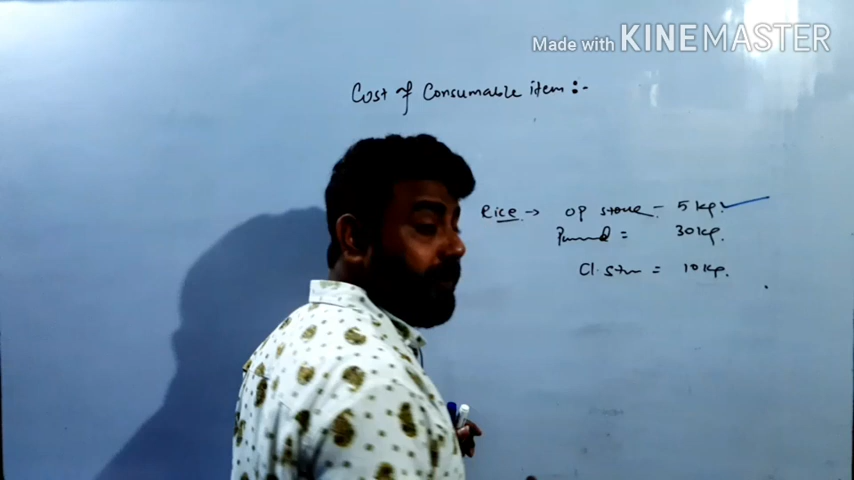 Made with KINEMASTER
Cost of Consumable item :-
Rice → op stock - 5 kg.
Purchased = 30 kg.
Cl. Stock = 10 kg.